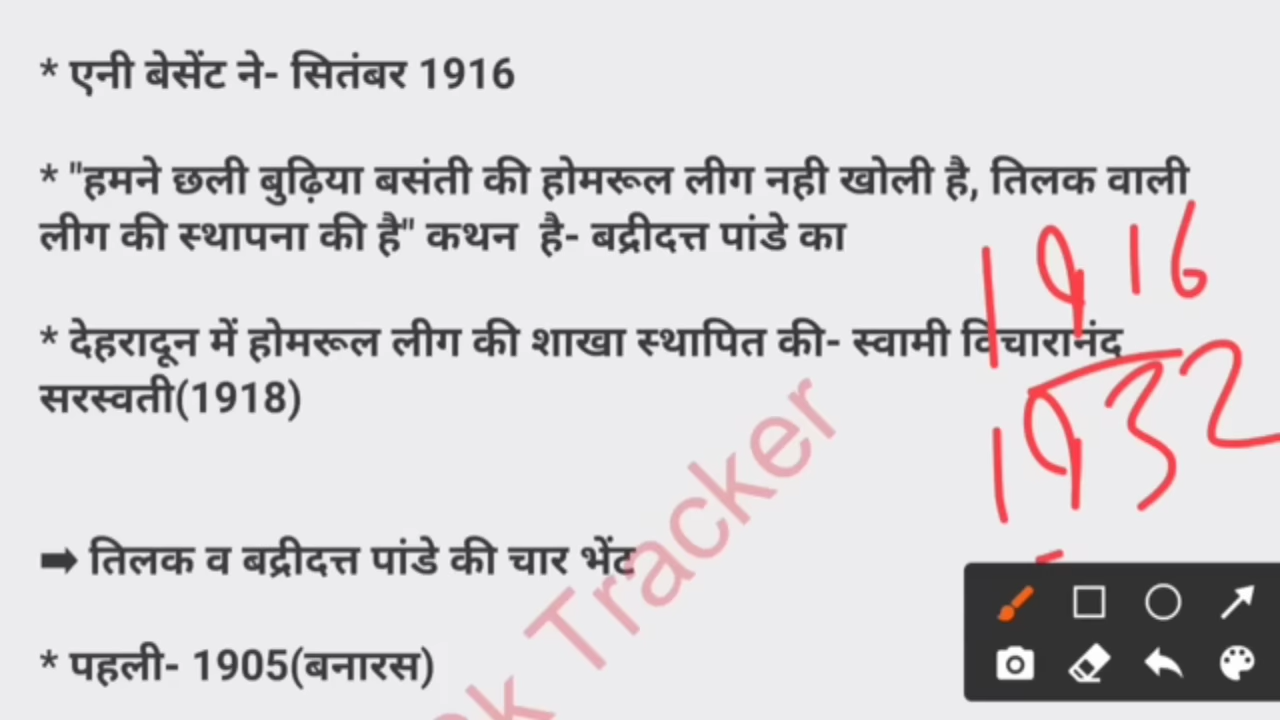 * एनी बेसेंट ने- सितंबर 1916
* "हमने छली बुढ़िया बसंती की होमरूल लीग नही खोली है, तिलक वाली
लीग की स्थापना की है" कथन है- बद्रीदत्त पांडे का
1916
* देहरादून में होमरूल लीग की शाखा स्थापित की- स्वामी विचारानंद
सरस्वती(1918)
1932
➡ तिलक व बद्रीदत्त पांडे की चार भेंट
* पहली- 1905(बनारस)
Tracker